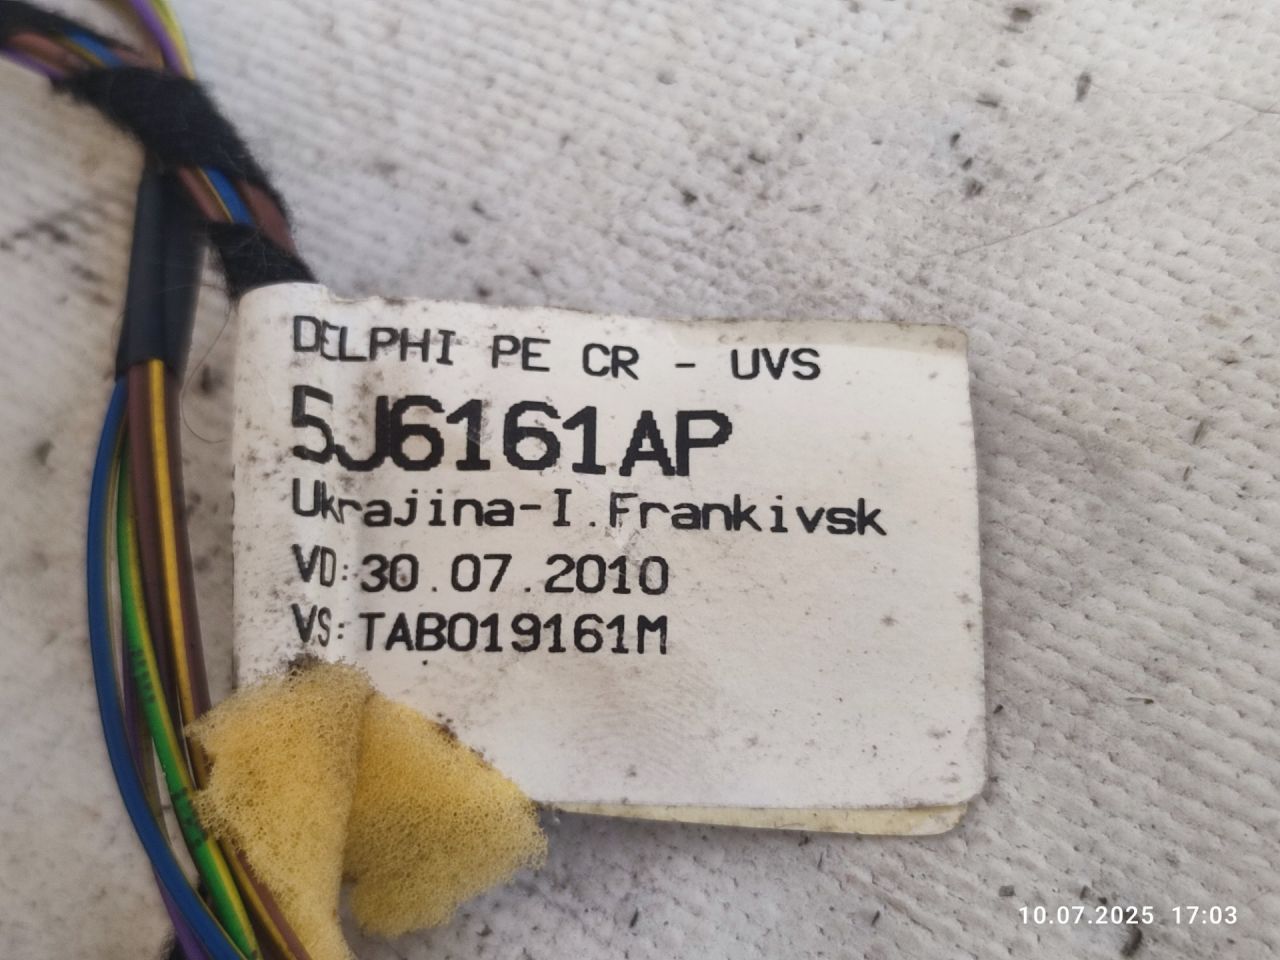 DELPHI PE CR - UVS
5J6161AP
Ukrajina-I.Frankivsk
VD: 30.07.2010
VS: TAB019161M
10.07.2025 17:03